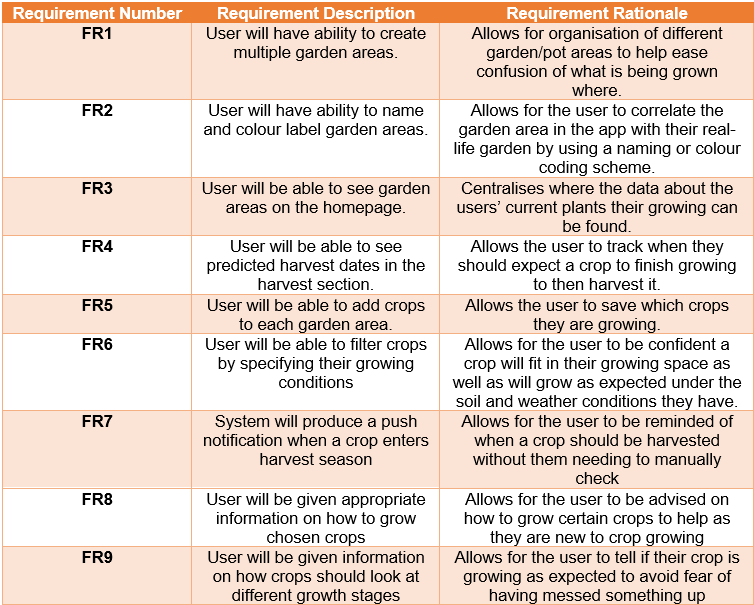 Requirement Number Requirement Description Requirement Rationale
FR1 User will have ability to create Allows for organisation of different
multiple garden areas. garden/pot areas to help ease
confusion of what is being grown
where.
FR2 User will have ability to name Allows for the user to correlate the
and colour label garden areas. garden area in the app with their real-
life garden by using a naming or colour
coding scheme.
FR3 User will be able to see garden Centralises where the data about the
areas on the homepage. users’ current plants their growing can
be found.
FR4 User will be able to see Allows the user to track when they
predicted harvest dates in the should expect a crop to finish growing
harvest section. to then harvest it.
FR5 User will be able to add crops Allows the user to save which crops
to each garden area. they are growing.
FR6 User will be able to filter crops Allows for the user to be confident a
by specifying their growing crop will fit in their growing space as
conditions well as will grow as expected under the
soil and weather conditions they have.
FR7 System will produce a push Allows for the user to be reminded of
notification when a crop enters when a crop should be harvested
harvest season without them needing to manually
check
FR8 User will be given appropriate Allows for the user to be advised on
information on how to grow how to grow certain crops to help as
chosen crops they are new to crop growing
FR9 User will be given information Allows for the user to tell if their crop is
on how crops should look at growing as expected to avoid fear of
different growth stages having messed something up